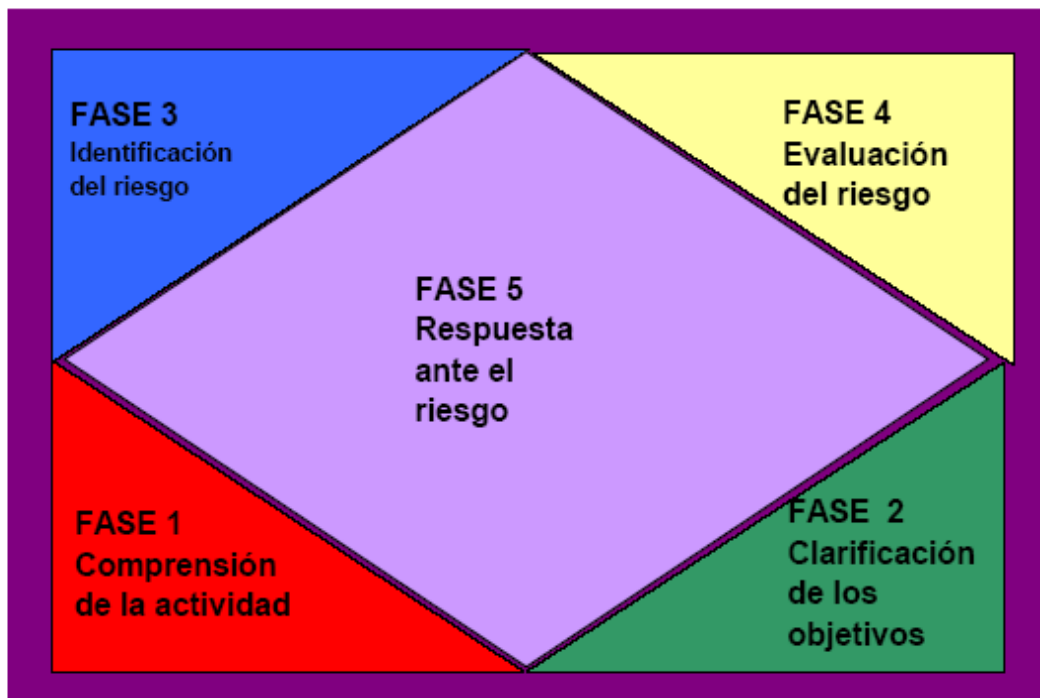 FASE 3
Identificación
del riesgo
FASE 4
Evaluación
del riesgo
FASE 5
Respuesta
ante el
riesgo
FASE 1
Comprensión
de la actividad
FASE 2
Clarificación
de los
objetivos